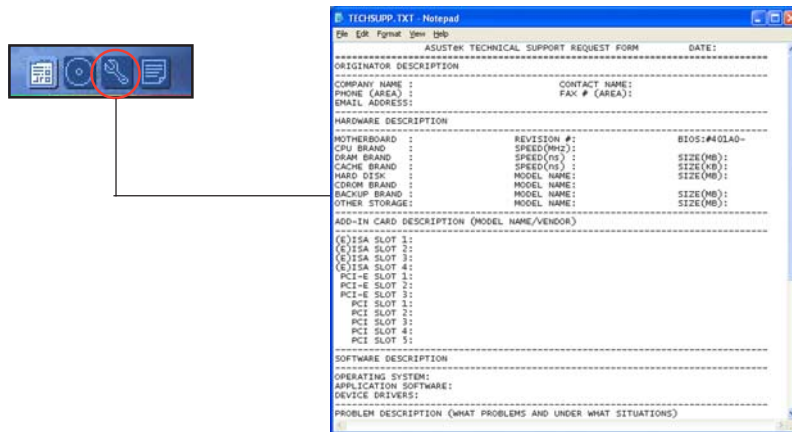 TECHSUPP.TXT - Notepad
File Edit Format View Help
ASUSTeK TECHNICAL SUPPORT REQUEST FORM DATE:
ORIGINATOR DESCRIPTION
COMPANY NAME : CONTACT NAME:
PHONE (AREA) : FAX # (AREA):
EMAIL ADDRESS:
HARDWARE DESCRIPTION
MOTHERBOARD : REVISION #: BIOS:#401A0-
CPU BRAND : SPEED(MHz):
DRAM BRAND : SPEED(ns) : SIZE(MB):
CACHE BRAND : SPEED(ns) : SIZE(KB):
HARD DISK : MODEL NAME: SIZE(MB):
CDROM BRAND : MODEL NAME:
BACKUP BRAND : MODEL NAME: SIZE(MB):
OTHER STORAGE: MODEL NAME: SIZE(MB):
ADD-IN CARD DESCRIPTION (MODEL NAME/VENDOR)
(E)ISA SLOT 1:
(E)ISA SLOT 2:
(E)ISA SLOT 3:
(E)ISA SLOT 4:
PCI-E SLOT 1:
PCI-E SLOT 2:
PCI-E SLOT 3:
PCI SLOT 1:
PCI SLOT 2:
PCI SLOT 3:
PCI SLOT 4:
PCI SLOT 5:
SOFTWARE DESCRIPTION
OPERATING SYSTEM:
APPLICATION SOFTWARE:
DEVICE DRIVERS:
PROBLEM DESCRIPTION (WHAT PROBLEMS AND UNDER WHAT SITUATIONS)